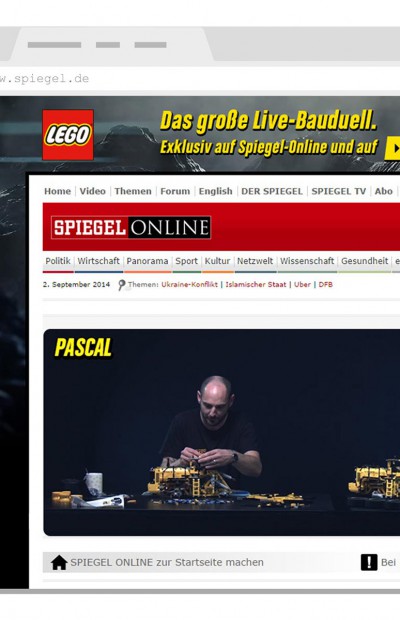 w.spiegel.de
LEGO
Das große Live-Bauduell.
Exklusiv auf Spiegel-Online und auf
Home | Video | Themen | Forum | English | DER SPIEGEL | SPIEGEL TV | Abo |
SPIEGEL ONLINE
Politik | Wirtschaft | Panorama | Sport | Kultur | Netzwelt | Wissenschaft | Gesundheit | e
2. September 2014 Themen: Ukraine-Konflikt | Islamischer Staat | Uber | DFB
PASCAL
SPIEGEL ONLINE zur Startseite machen
Bei